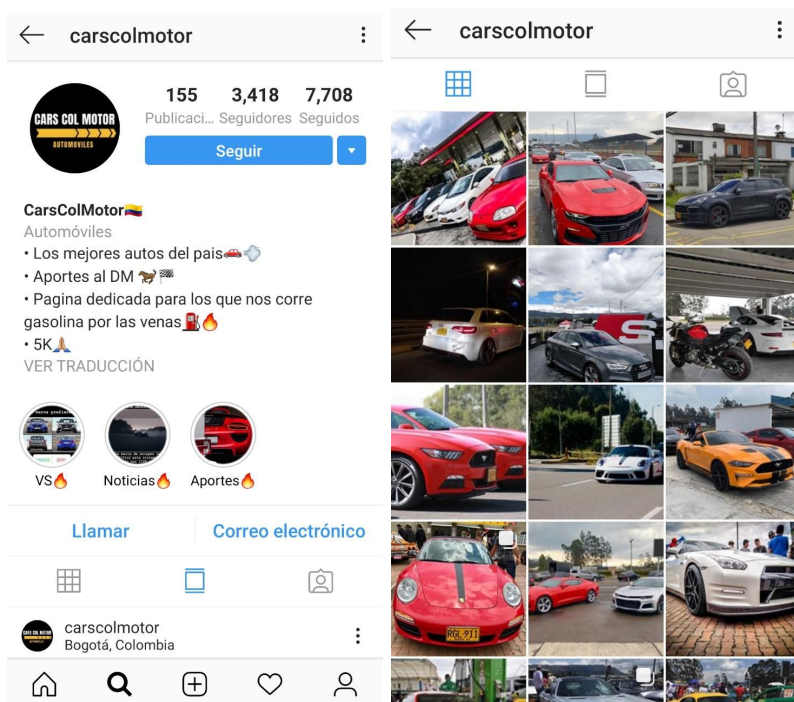 carscolmotor
CARS COL MOTOR
AUTOMOVILES
155 3,418 7,708
Publicaci... Seguidores Seguidos
Seguir
CarsColMotor🇨🇴
Automóviles
• Los mejores autos del pais🚗💨
• Aportes al DM 🐎🏁
• Pagina dedicada para los que nos corre
gasolina por las venas⛽🔥
• 5K🙏🏼
VER TRADUCCIÓN
VS🔥 Noticias🔥 Aportes🔥
Llamar Correo electrónico
carscolmotor
Bogotá, Colombia
carscolmotor
RGL·911